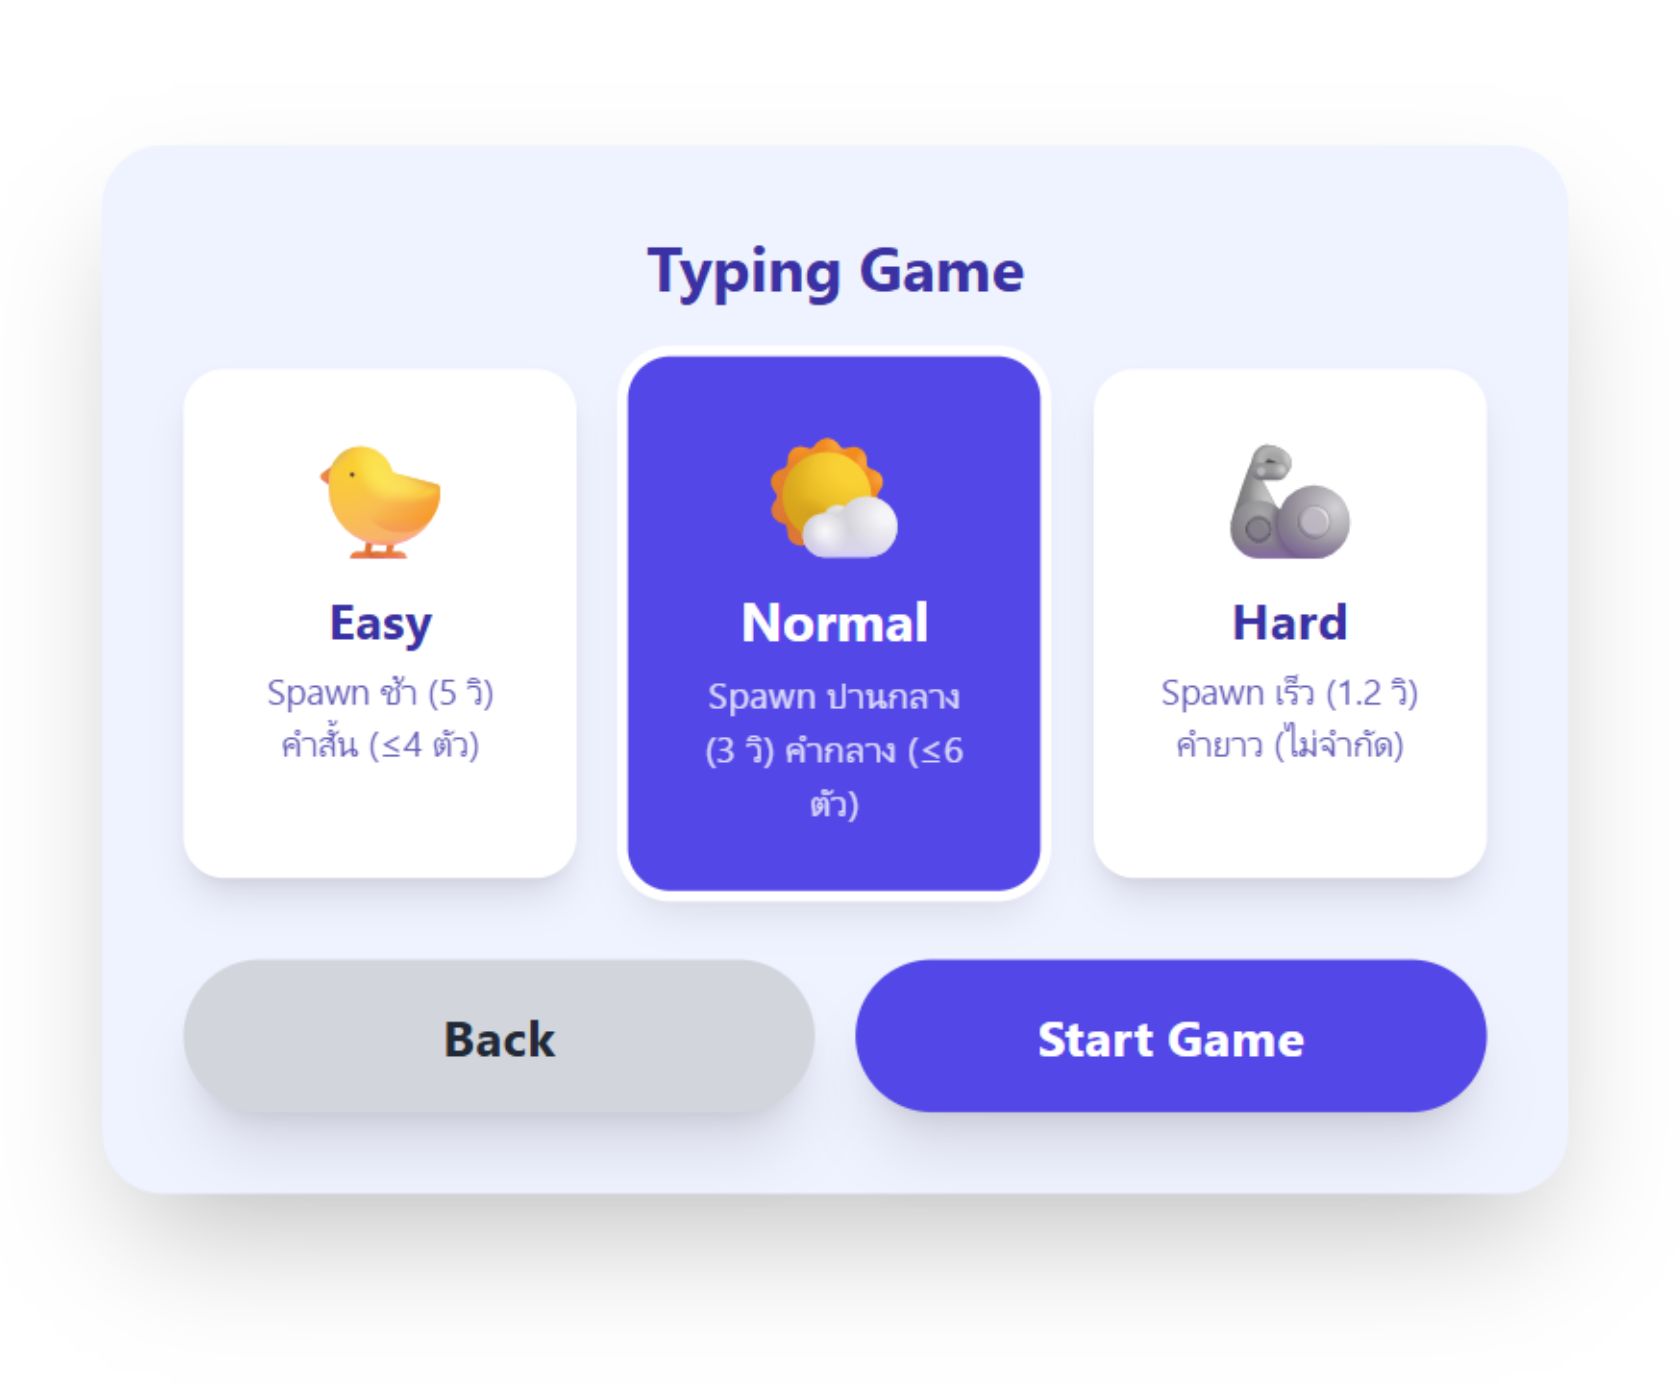 Typing Game
Easy
Spawn ช้า (5 วิ)
คำสั้น (≤4 ตัว)
Normal
Spawn ปานกลาง
(3 วิ) คำกลาง (≤6
ตัว)
Hard
Spawn เร็ว (1.2 วิ)
คำยาว (ไม่จำกัด)
Back
Start Game